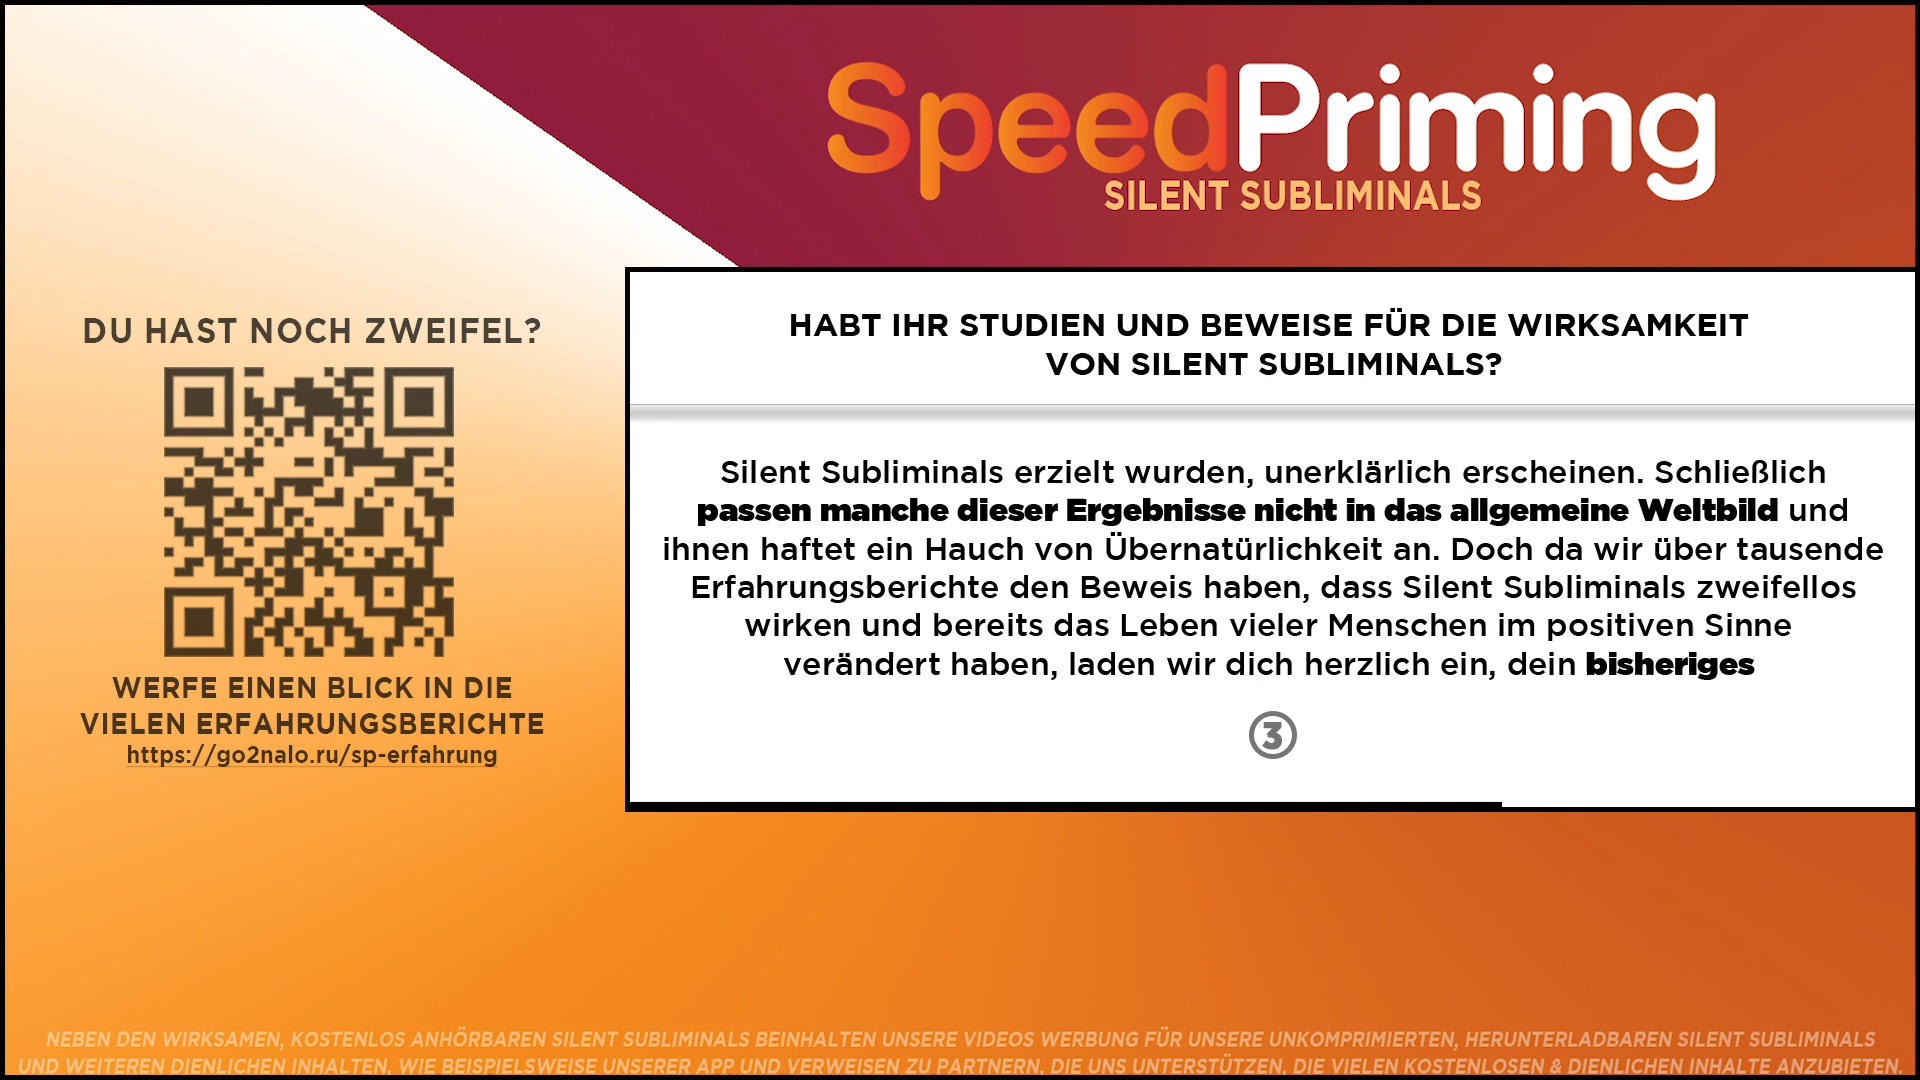 SpeedPriming
SILENT SUBLIMINALS
DU HAST NOCH ZWEIFEL?
WERFE EINEN BLICK IN DIE
VIELEN ERFAHRUNGSBERICHTE
https://go2nalo.ru/sp-erfahrung
HABT IHR STUDIEN UND BEWEISE FÜR DIE WIRKSAMKEIT
VON SILENT SUBLIMINALS?
Silent Subliminals erzielt wurden, unerklärlich erscheinen. Schließlich
passen manche dieser Ergebnisse nicht in das allgemeine Weltbild und
ihnen haftet ein Hauch von Übernatürlichkeit an. Doch da wir über tausende
Erfahrungsberichte den Beweis haben, dass Silent Subliminals zweifellos
wirken und bereits das Leben vieler Menschen im positiven Sinne
verändert haben, laden wir dich herzlich ein, dein bisheriges
3
NEBEN DEN WIRKSAMEN, KOSTENLOS ANHÖRBAREN SILENT SUBLIMINALS BEINHALTEN UNSERE VIDEOS WERBUNG FÜR UNSERE UNKOMPRIMIERTEN, HERUNTERLADBAREN SILENT SUBLIMINALS
UND WEITEREN DIENLICHEN INHALTEN, WIE BEISPIELSWEISE UNSERER APP UND VERWEISEN ZU PARTNERN, DIE UNS UNTERSTÜTZEN, DIE VIELEN KOSTENLOSEN & DIENLICHEN INHALTE ANZUBIETEN.